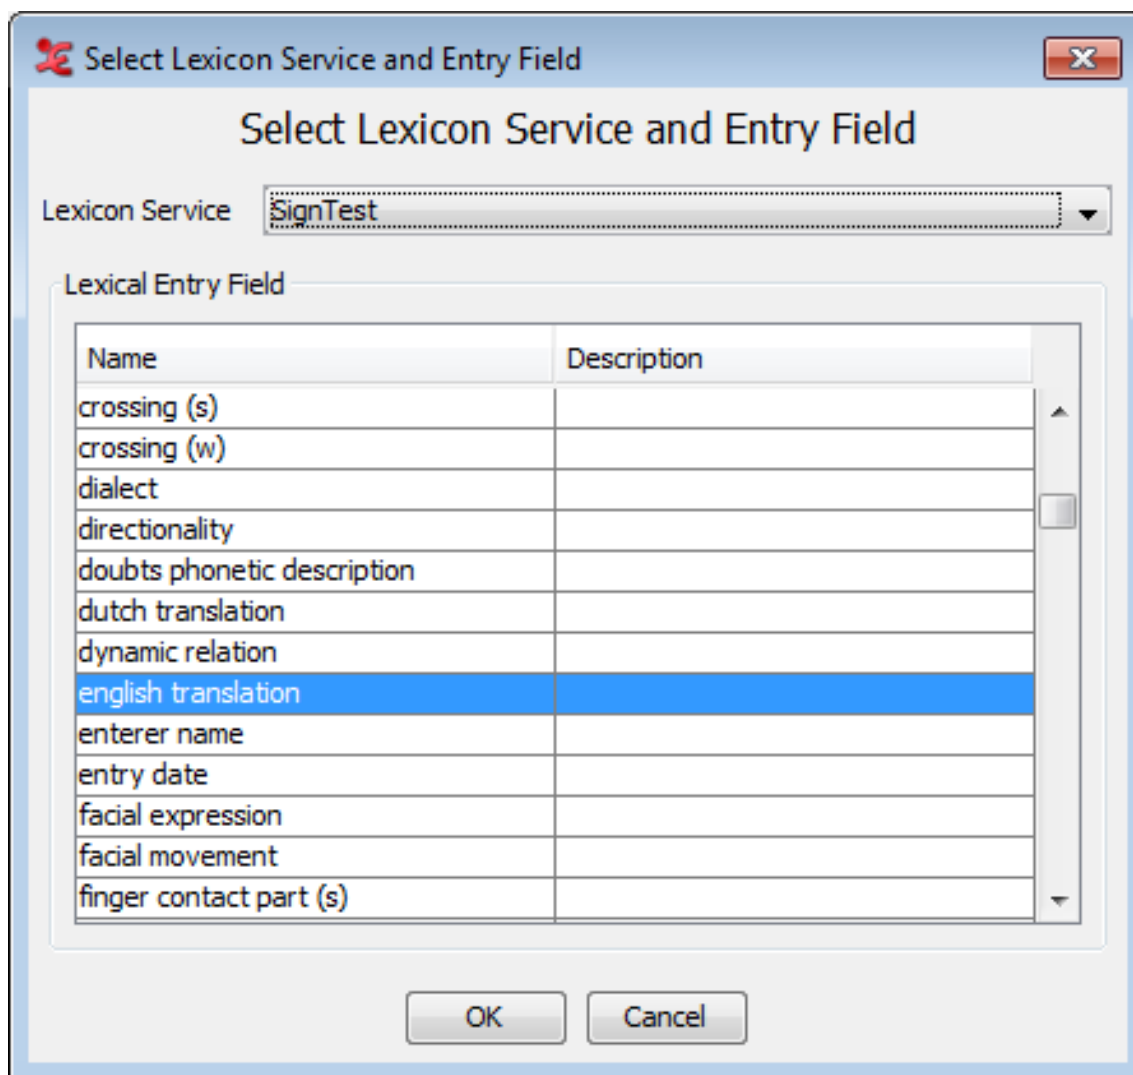 Select Lexicon Service and Entry Field
Select Lexicon Service and Entry Field
Lexicon Service SignTest
Lexical Entry Field
Name Description
crossing (s)
crossing (w)
dialect
directionality
doubts phonetic description
dutch translation
dynamic relation
english translation
enterer name
entry date
facial expression
facial movement
finger contact part (s)
OK Cancel